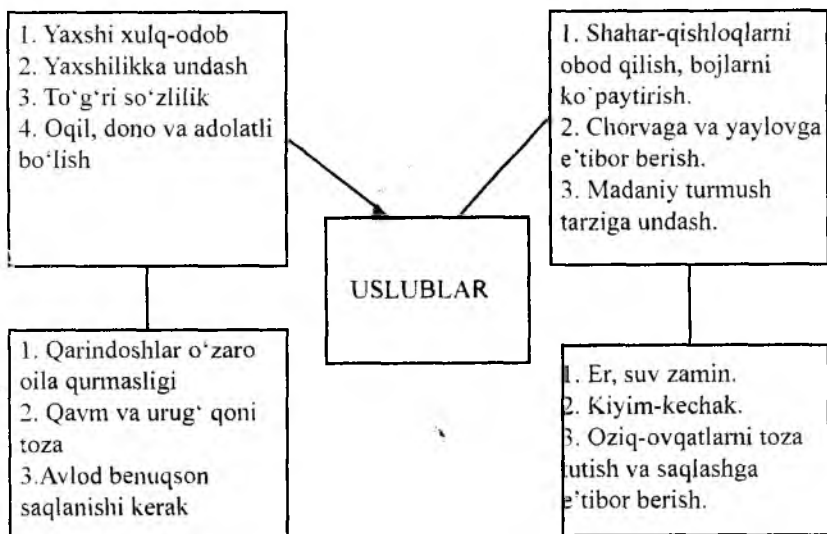 1. Yaxshi xulq-odob
2. Yaxshilikka undash
3. To‘g‘ri so‘zlilik
4. Oqil, dono va adolatli
bo‘lish
1. Shahar-qishloqlarni
obod qilish, bojlarni
ko`paytirish.
2. Chorvaga va yaylovga
e`tibor berish.
3. Madaniy turmush
tarziga undash.
USLUBLAR
1. Qarindoshlar o‘zaro
oila qurmasligi
2. Qavm va urug‘ qoni
toza
3.Avlod benuqson
saqlanishi kerak
1. Er, suv zamin.
2. Kiyim-kechak.
3. Oziq-ovqatlarni toza
tutish va saqlashga
e`tibor berish.